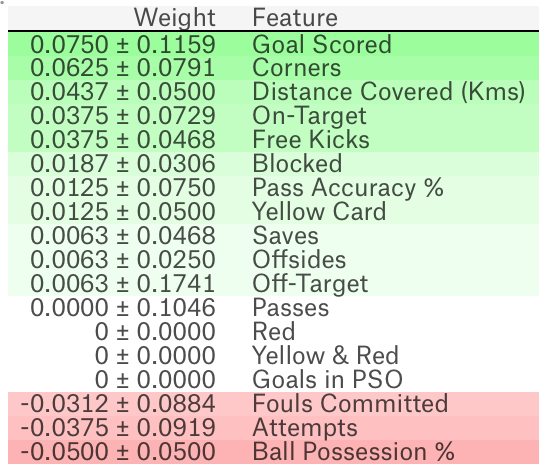 Weight Feature
0.0750 ± 0.1159 Goal Scored
0.0625 ± 0.0791 Corners
0.0437 ± 0.0500 Distance Covered (Kms)
0.0375 ± 0.0729 On-Target
0.0375 ± 0.0468 Free Kicks
0.0187 ± 0.0306 Blocked
0.0125 ± 0.0750 Pass Accuracy %
0.0125 ± 0.0500 Yellow Card
0.0063 ± 0.0468 Saves
0.0063 ± 0.0250 Offsides
0.0063 ± 0.1741 Off-Target
0.0000 ± 0.1046 Passes
0 ± 0.0000 Red
0 ± 0.0000 Yellow & Red
0 ± 0.0000 Goals in PSO
-0.0312 ± 0.0884 Fouls Committed
-0.0375 ± 0.0919 Attempts
-0.0500 ± 0.0500 Ball Possession %